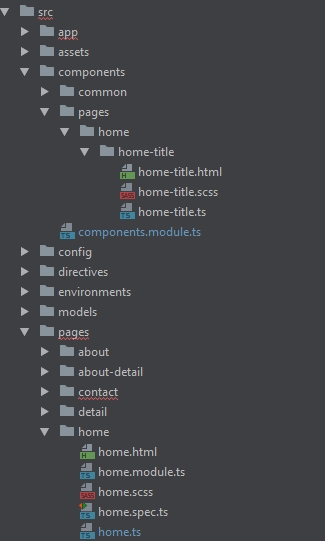 src
app
assets
components
common
pages
home
home-title
home-title.html
home-title.scss
home-title.ts
components.module.ts
config
directives
environments
models
pages
about
about-detail
contact
detail
home
home.html
home.module.ts
home.scss
home.spec.ts
home.ts